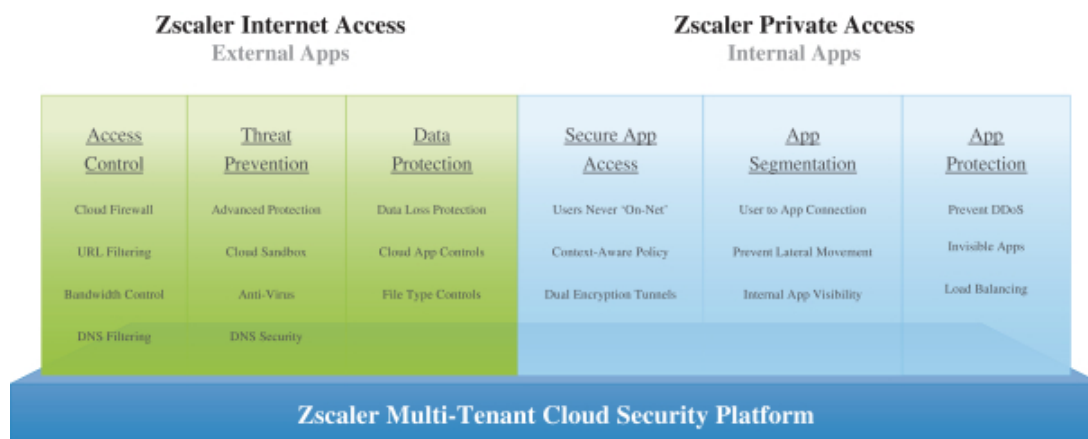 Zscaler Internet Access
External Apps
Zscaler Private Access
Internal Apps
Access
Control
Cloud Firewall
URL Filtering
Bandwidth Control
DNS Filtering
Threat
Prevention
Advanced Protection
Cloud Sandbox
Anti-Virus
DNS Security
Data
Protection
Data Loss Protection
Cloud App Controls
File Type Controls
Secure App
Access
Users Never 'On-Net'
Context-Aware Policy
Dual Encryption Tunnels
App
Segmentation
User to App Connection
Prevent Lateral Movement
Internal App Visibility
App
Protection
Prevent DDoS
Invisible Apps
Load Balancing
Zscaler Multi-Tenant Cloud Security Platform